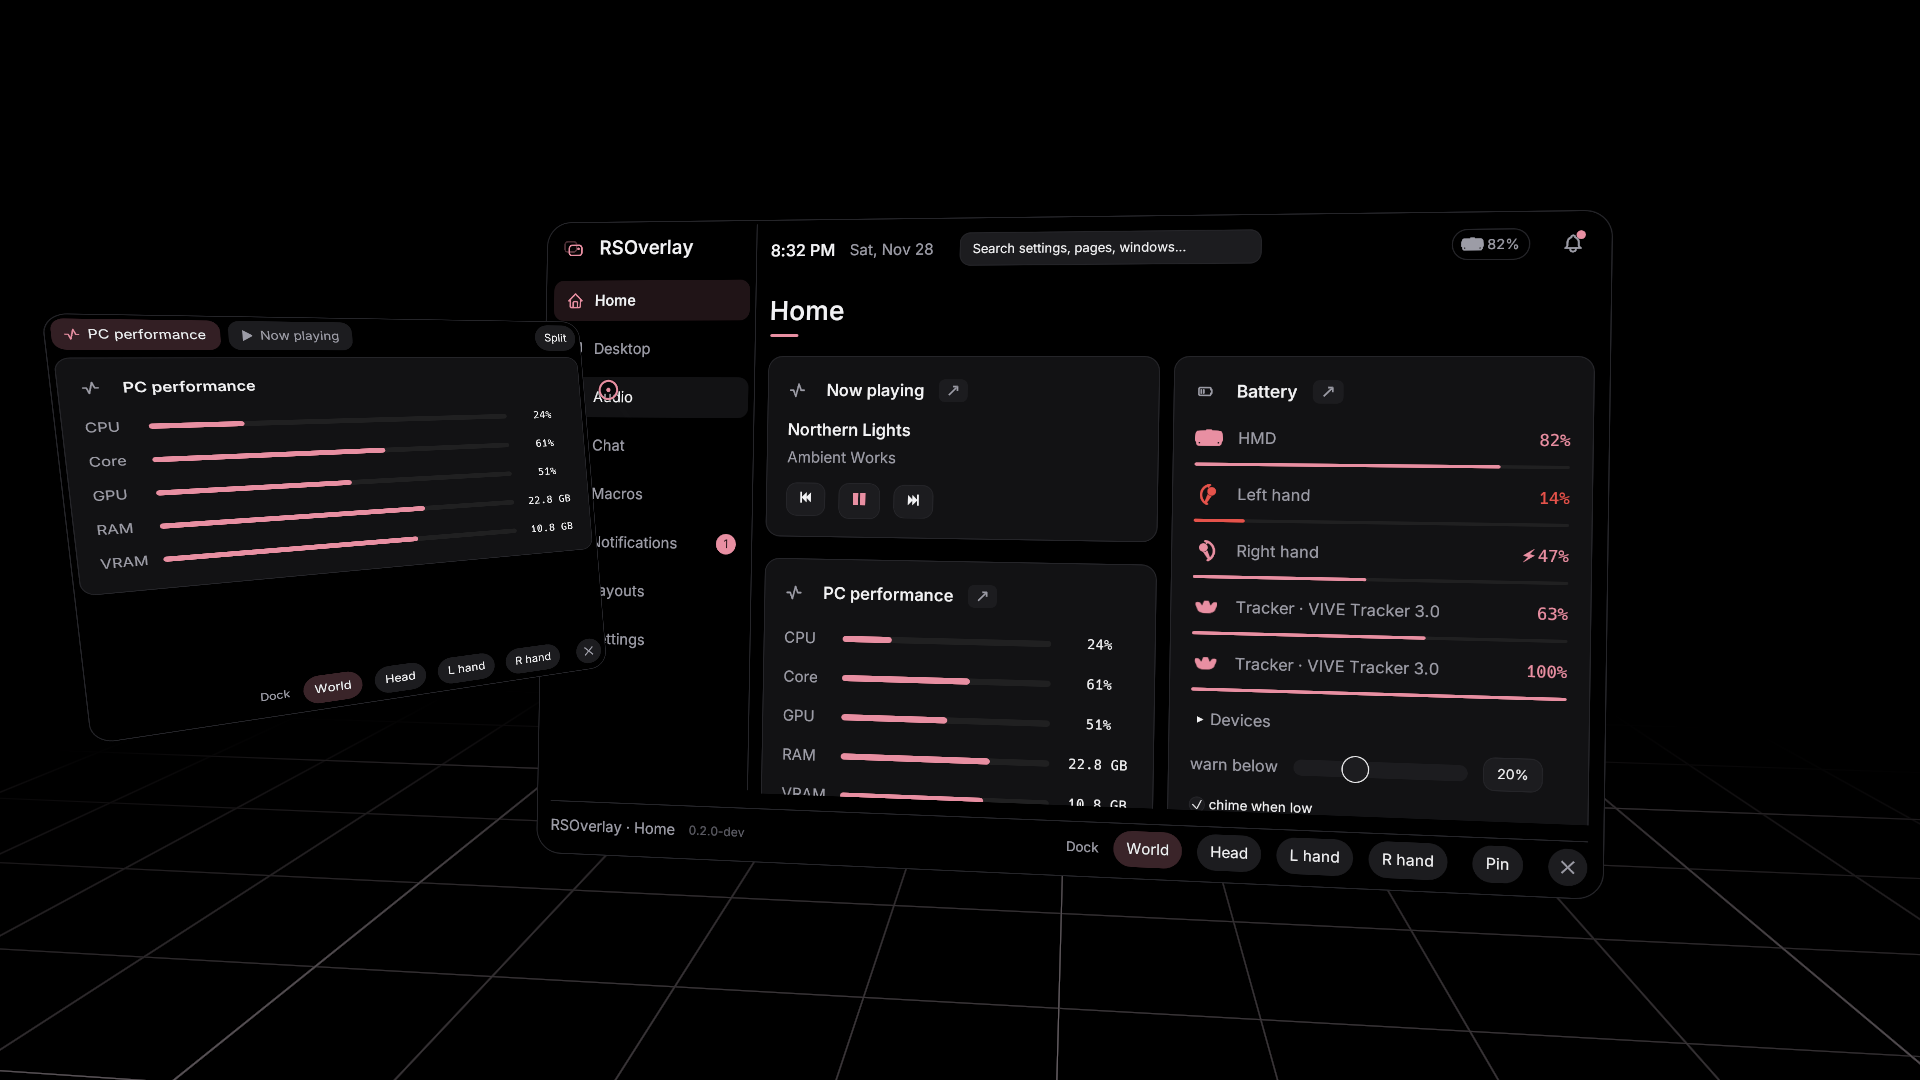 PC performance
Now playing
Split
PC performance
CPU 24%
Core 61%
GPU 51%
RAM 22.8 GB
VRAM 10.8 GB
Dock World Head L hand R hand
RSOverlay
Home
Desktop
Audio
Chat
Macros
Notifications 1
ayouts
ettings
8:32 PM Sat, Nov 28 Search settings, pages, windows... 82%
Home
Now playing
Northern Lights
Ambient Works
PC performance
CPU 24%
Core 61%
GPU 51%
RAM 22.8 GB
VRAM 10.8 GB
Battery
HMD 82%
Left hand 14%
Right hand 47%
Tracker · VIVE Tracker 3.0 63%
Tracker · VIVE Tracker 3.0 100%
Devices
warn below 20%
chime when low
RSOverlay · Home 0.2.0-dev
Dock World Head L hand R hand Pin